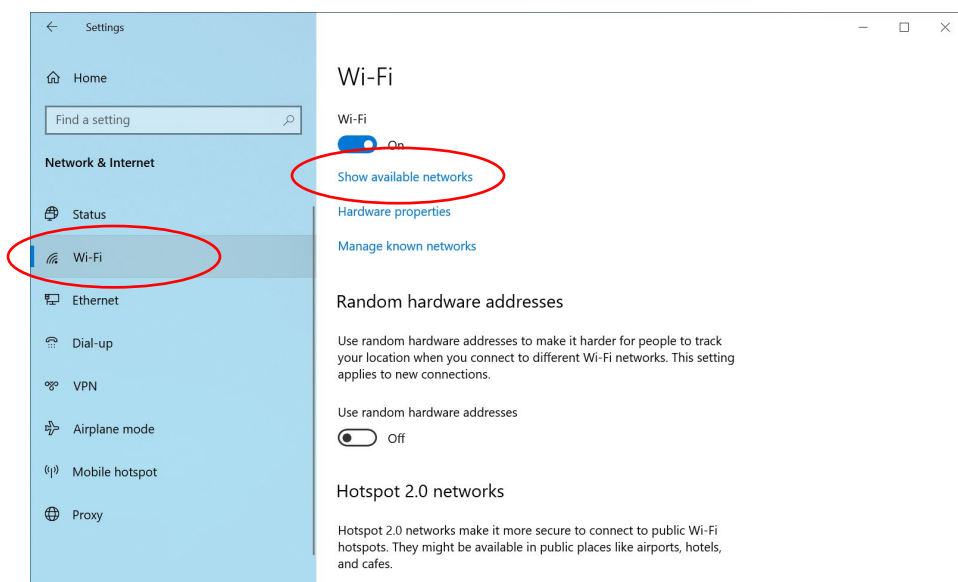 Settings
Home
Find a setting
Network & Internet
Status
Wi-Fi
Ethernet
Dial-up
VPN
Airplane mode
Mobile hotspot
Proxy
Wi-Fi
Wi-Fi
On
Show available networks
Hardware properties
Manage known networks
Random hardware addresses
Use random hardware addresses to make it harder for people to track
your location when you connect to different Wi-Fi networks. This setting
applies to new connections.
Use random hardware addresses
Off
Hotspot 2.0 networks
Hotspot 2.0 networks make it more secure to connect to public Wi-Fi
hotspots. They might be available in public places like airports, hotels,
and cafes.